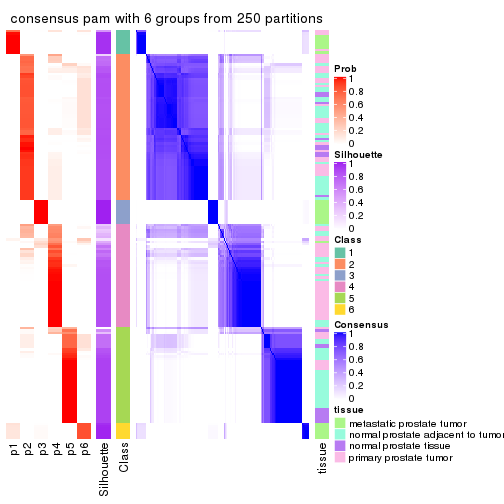 consensus pam with 6 groups from 250 partitions
Prob
1
0.8
0.6
0.4
0.2
0
Silhouette
1
0.8
0.6
0.4
0.2
0
Class
1
2
3
4
5
6
Consensus
1
0.8
0.6
0.4
0.2
0
tissue
metastatic prostate tumor
normal prostate adjacent to tumor
normal prostate tissue
primary prostate tumor
p1
p2
p3
p4
p5
p6
Silhouette
Class
tissue